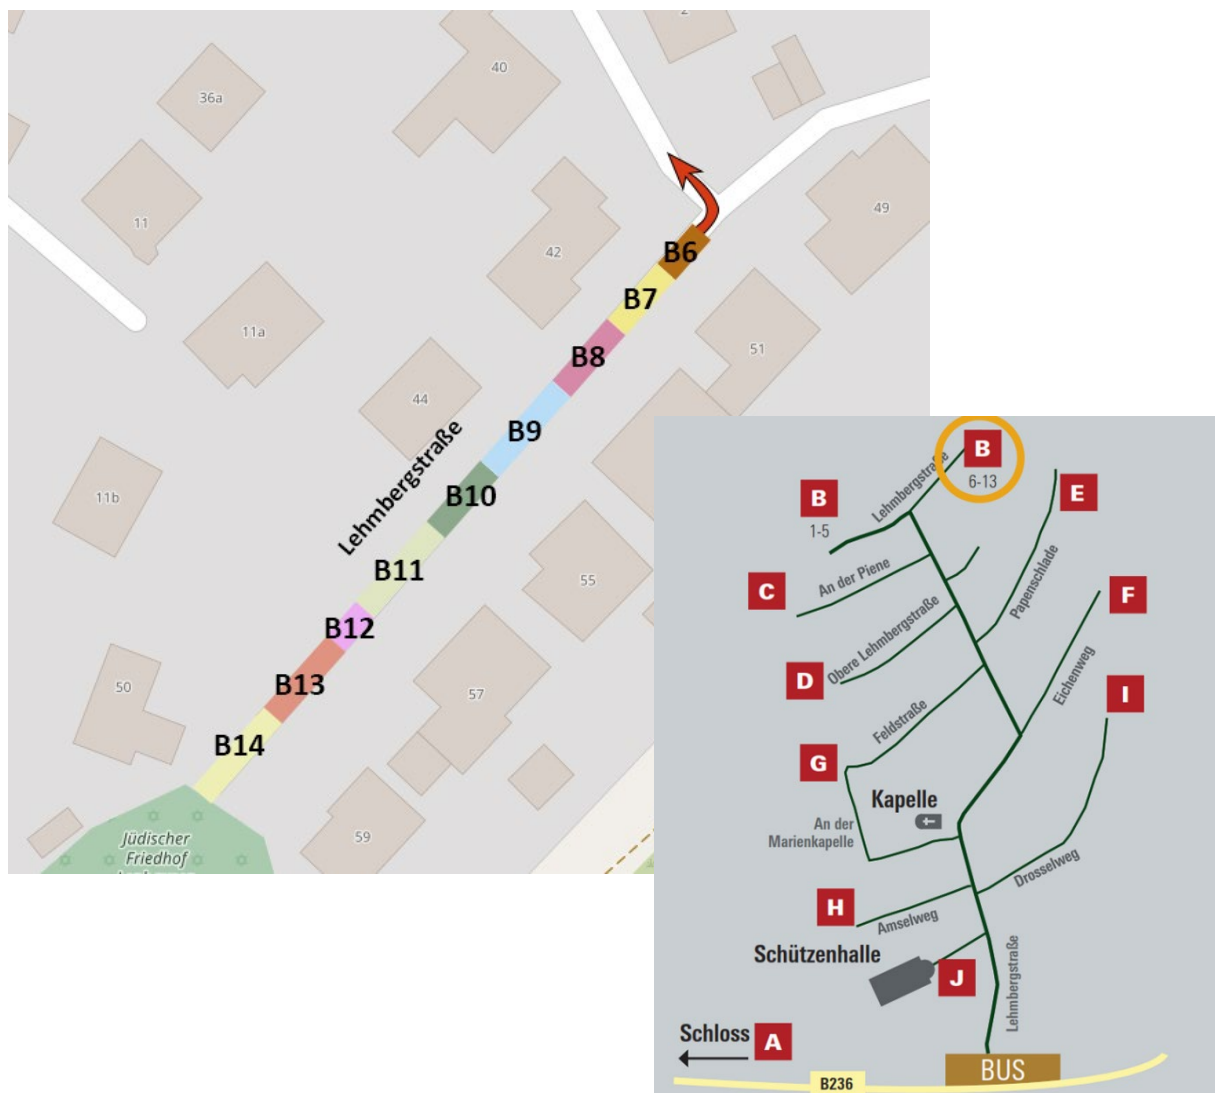 2
40
36a
49
11
42
B6
B7
11a
51
B8
44
B9
Lehmbergstraße
11b
B10
B11
55
B12
50
B13
57
B14
59
Jüdischer
Friedhof
B
6-13
Lehmbergstraße
B
1-5
E
An der Piene
C
Papenschlade
F
Obere Lehmbergstraße
D
Eichenweg
I
Feldstraße
G
Kapelle
An der
Marienkapelle
Drosselweg
H
Amselweg
Schützenhalle
J
Lehmbergstraße
Schloss
A
BUS
B236